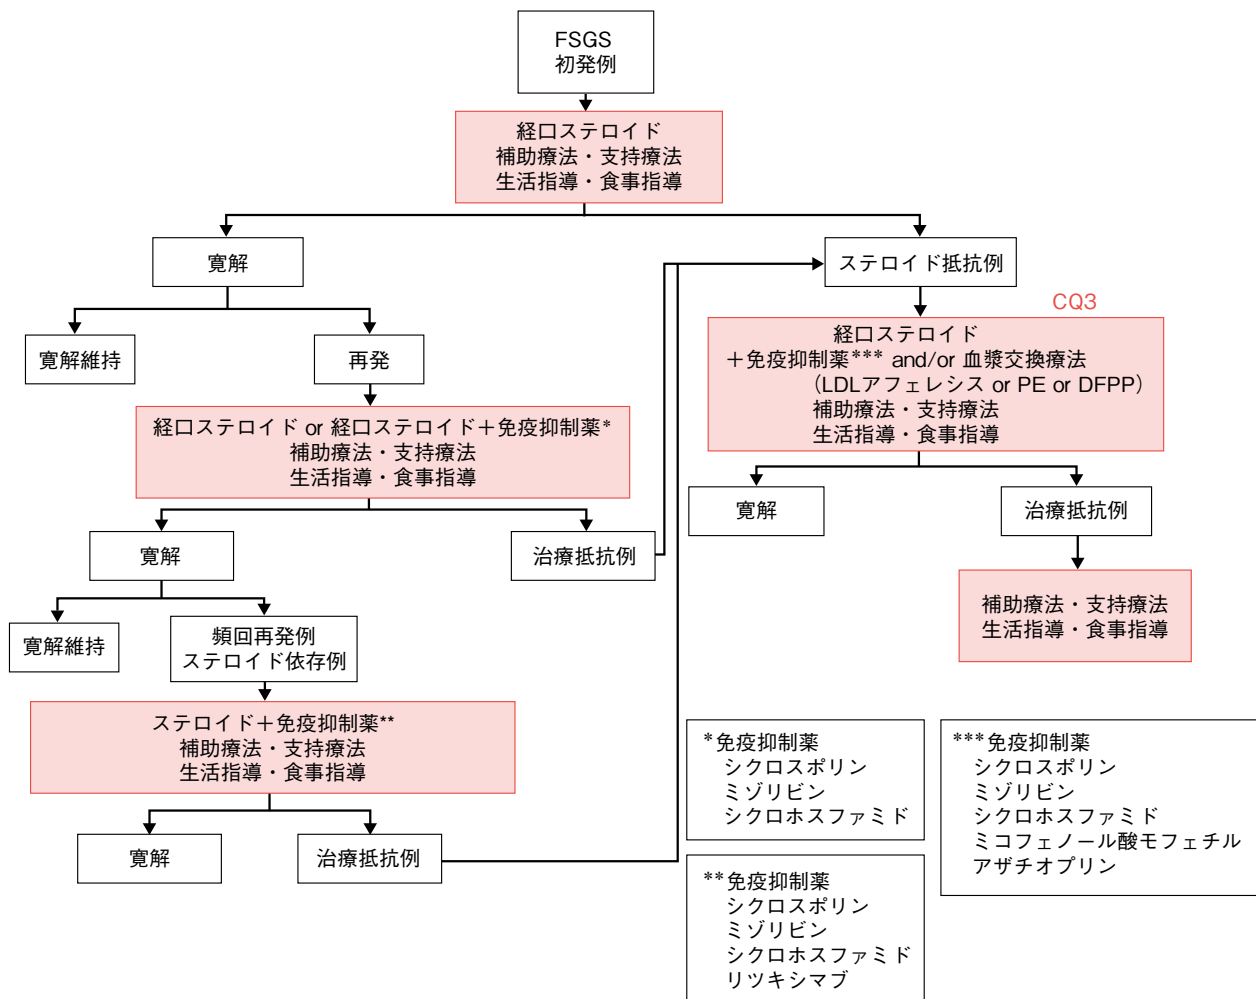 FSGS
初発例
経口ステロイド
補助療法・支持療法
生活指導・食事指導
寛解
ステロイド抵抗例
寛解維持
再発
CQ3
経口ステロイド
+免疫抑制薬*** and/or 血漿交換療法
(LDLアフェレシス or PE or DFPP)
補助療法・支持療法
生活指導・食事指導
経口ステロイド or 経口ステロイド+免疫抑制薬*
補助療法・支持療法
生活指導・食事指導
寛解
治療抵抗例
寛解
治療抵抗例
補助療法・支持療法
生活指導・食事指導
寛解維持
頻回再発例
ステロイド依存例
ステロイド+免疫抑制薬**
補助療法・支持療法
生活指導・食事指導
寛解
治療抵抗例
*免疫抑制薬
シクロスポリン
ミゾリビン
シクロホスファミド
**免疫抑制薬
シクロスポリン
ミゾリビン
シクロホスファミド
リツキシマブ
***免疫抑制薬
シクロスポリン
ミゾリビン
シクロホスファミド
ミコフェノール酸モフェチル
アザチオプリン